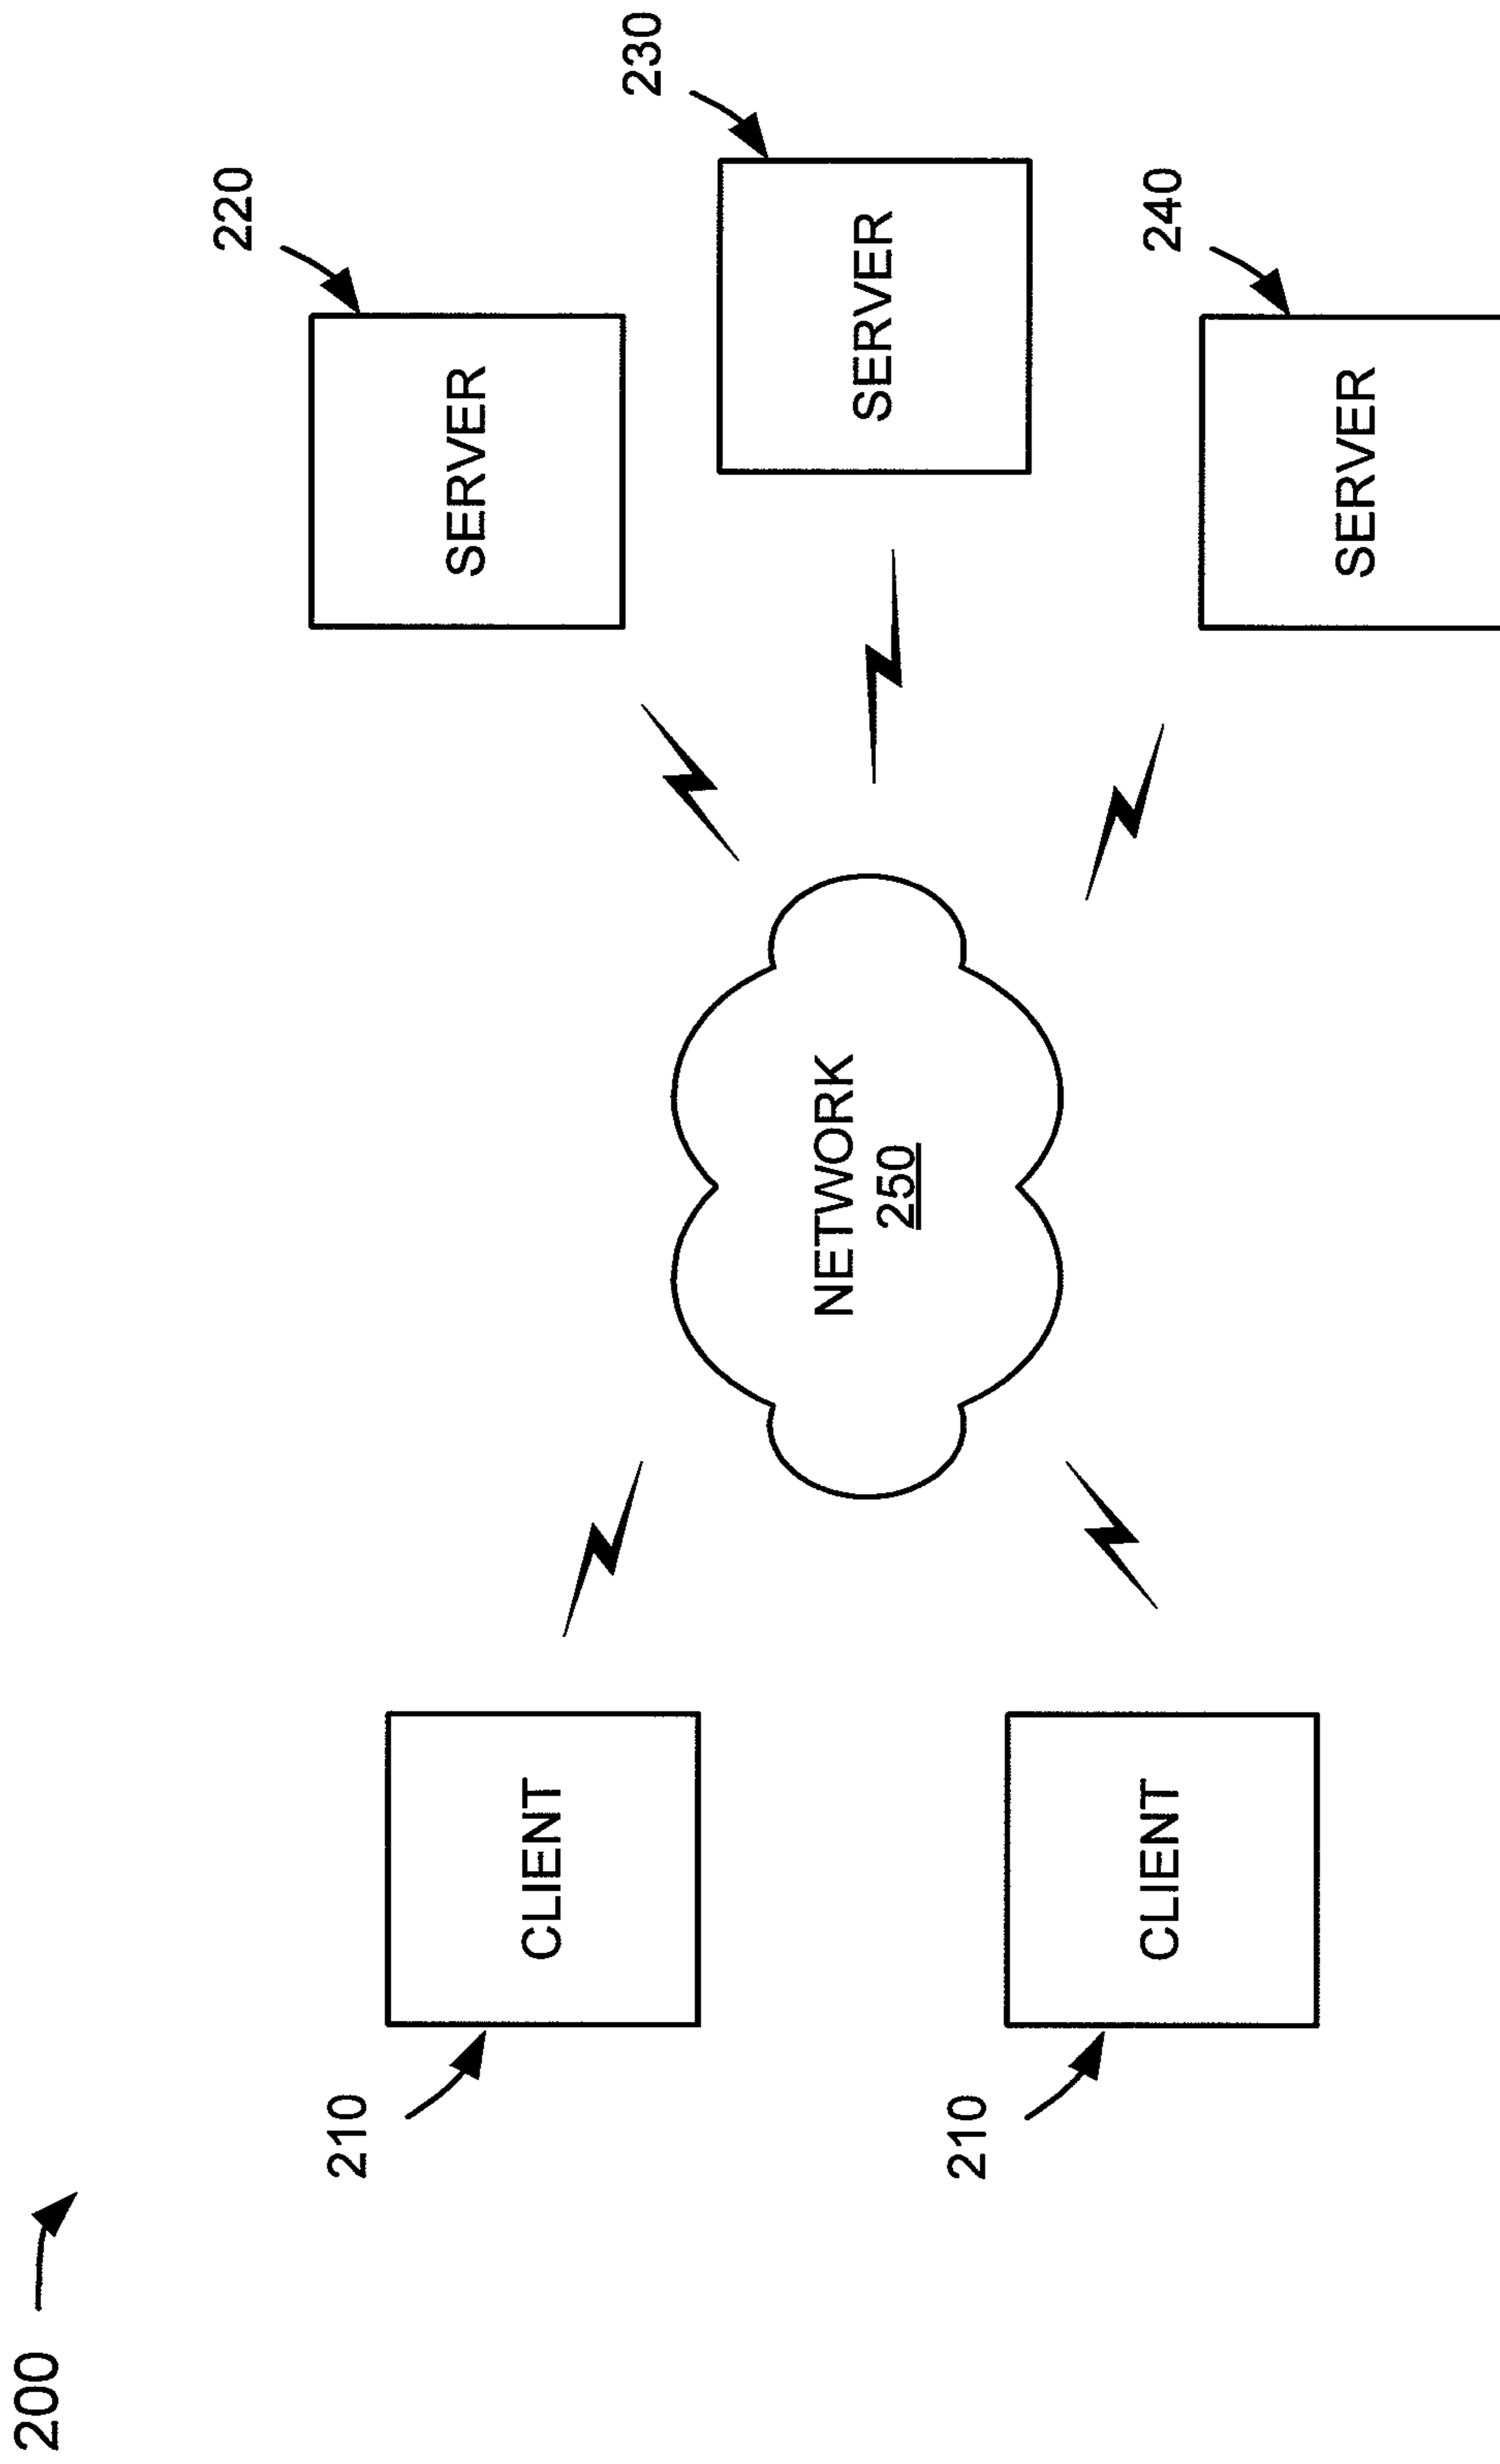 200
210
CLIENT
210
CLIENT
NETWORK
250
220
SERVER
230
SERVER
240
SERVER